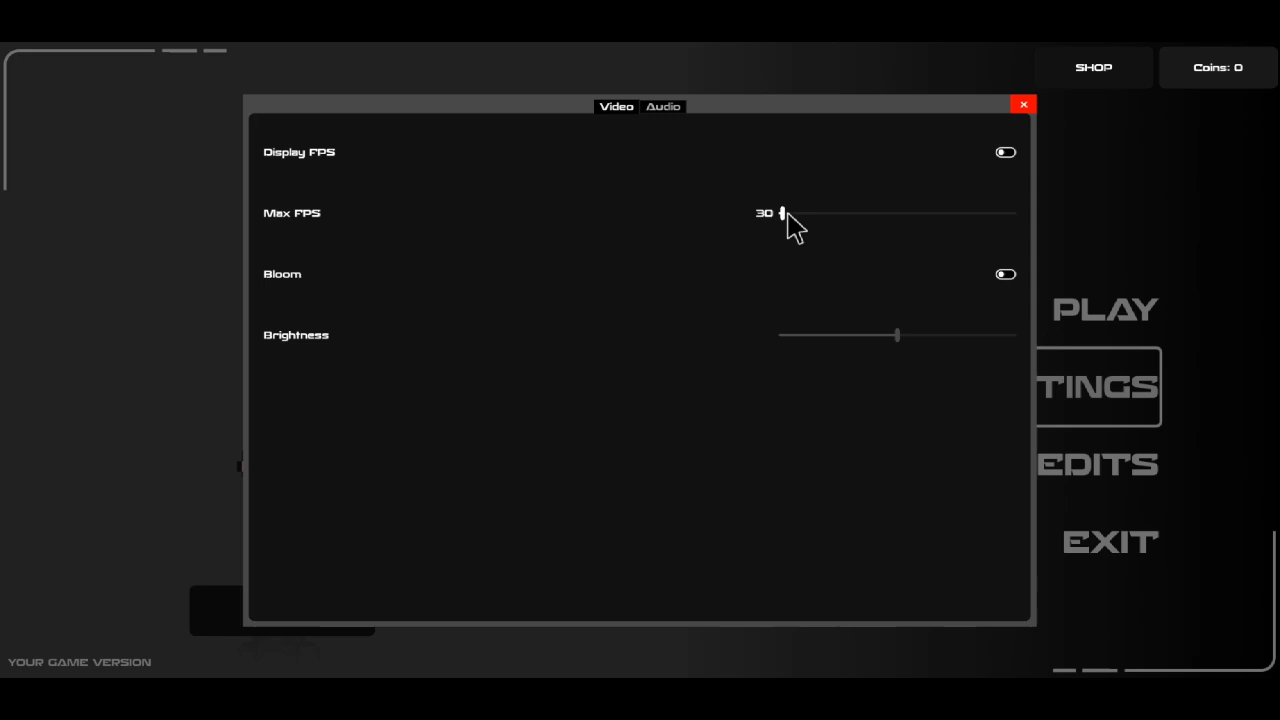 SHOP
Coins: 0
Video
Audio
×
Display FPS
Max FPS
30
Bloom
Brightness
PLAY
TINGS
EDITS
EXIT
YOUR GAME VERSION